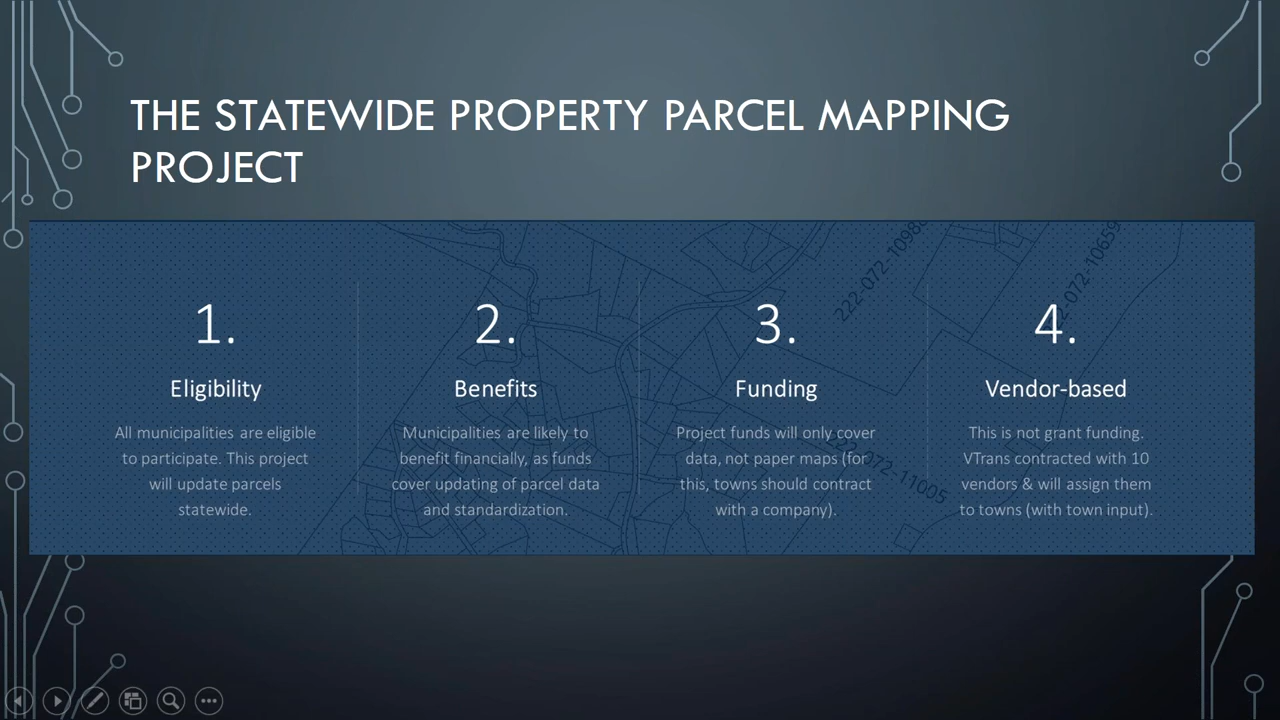 THE STATEWIDE PROPERTY PARCEL MAPPING
PROJECT
1.
Eligibility
All municipalities are eligible
to participate. This project
will update parcels
statewide.
2.
Benefits
Municipalities are likely to
benefit financially, as funds
cover updating of parcel data
and standardization.
3.
Funding
Project funds will only cover
data, not paper maps (for
this, towns should contract
with a company).
4.
Vendor-based
This is not grant funding.
VTrans contracted with 10
vendors & will assign them
to towns (with town input).